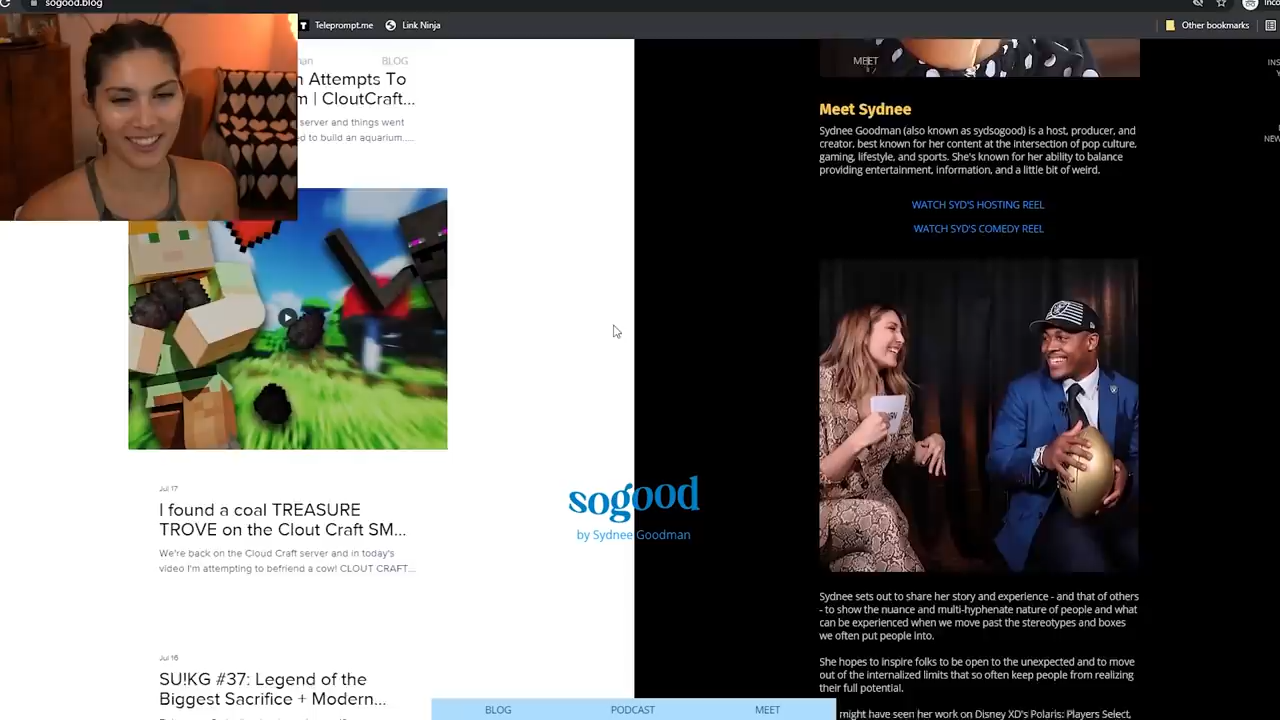 sogood.blog
Inco
Teleprompt.me
Link Ninja
Other bookmarks
man
BLOG
n Attempts To
m | CloutCraft...
server and things went
ed to build an aquarium....
Jul 17
I found a coal TREASURE
TROVE on the Clout Craft SM...
We're back on the Cloud Craft server and in today's
video I'm attempting to befriend a cow! CLOUT CRAFT...
Jul 16
SU!KG #37: Legend of the
Biggest Sacrifice + Modern...
sogood
by Sydnee Goodman
MEET
Meet Sydnee
Sydnee Goodman (also known as sydsogood) is a host, producer, and
creator, best known for her content at the intersection of pop culture,
gaming, lifestyle, and sports. She's known for her ability to balance
providing entertainment, information, and a little bit of weird.
WATCH SYD'S HOSTING REEL
WATCH SYD'S COMEDY REEL
Sydnee sets out to share her story and experience - and that of others
- to show the nuance and multi-hyphenate nature of people and what
can be experienced when we move past the stereotypes and boxes
we often put people into.
She hopes to inspire folks to be open to the unexpected and to move
out of the internalized limits that so often keep people from realizing
their full potential.
might have seen her work on Disney XD's Polaris: Players Select,
INS
Y
NEW
BLOG
PODCAST
MEET